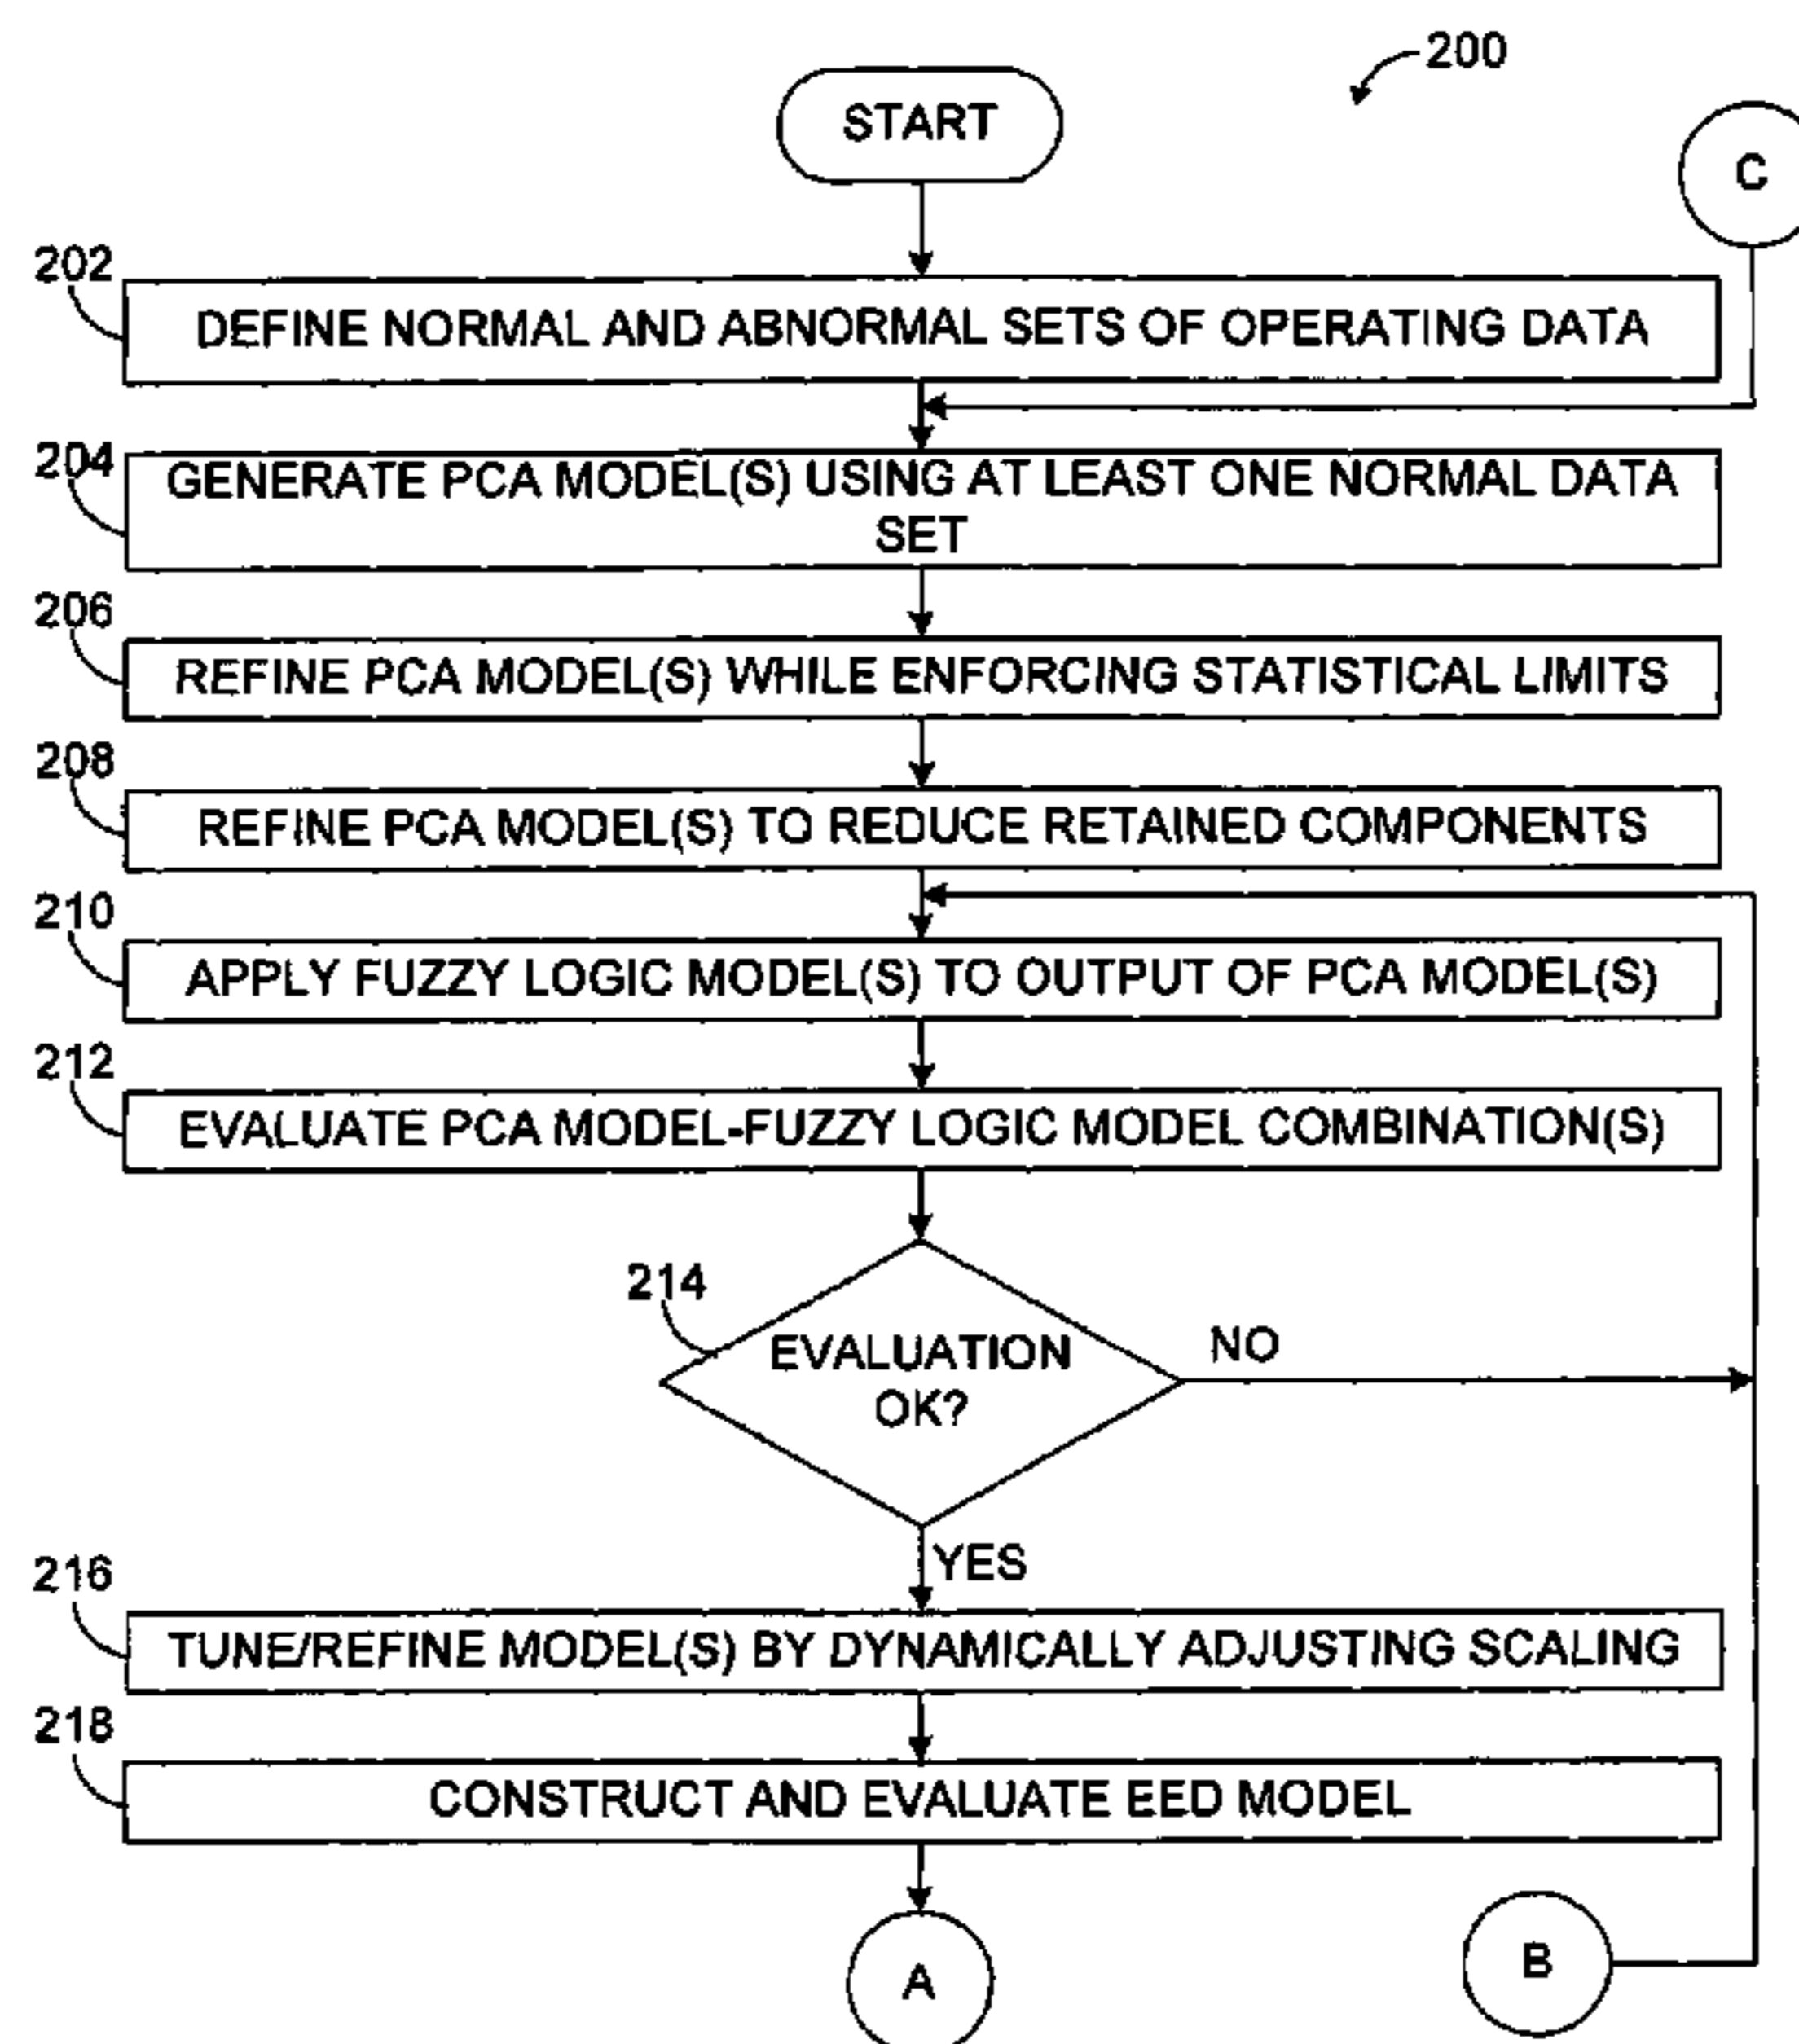 200
START
C
202
DEFINE NORMAL AND ABNORMAL SETS OF OPERATING DATA
204
GENERATE PCA MODEL(S) USING AT LEAST ONE NORMAL DATA
SET
206
REFINE PCA MODEL(S) WHILE ENFORCING STATISTICAL LIMITS
208
REFINE PCA MODEL(S) TO REDUCE RETAINED COMPONENTS
210
APPLY FUZZY LOGIC MODEL(S) TO OUTPUT OF PCA MODEL(S)
212
EVALUATE PCA MODEL-FUZZY LOGIC MODEL COMBINATION(S)
214
EVALUATION
OK?
NO
YES
216
TUNE/REFINE MODEL(S) BY DYNAMICALLY ADJUSTING SCALING
218
CONSTRUCT AND EVALUATE EED MODEL
A
B